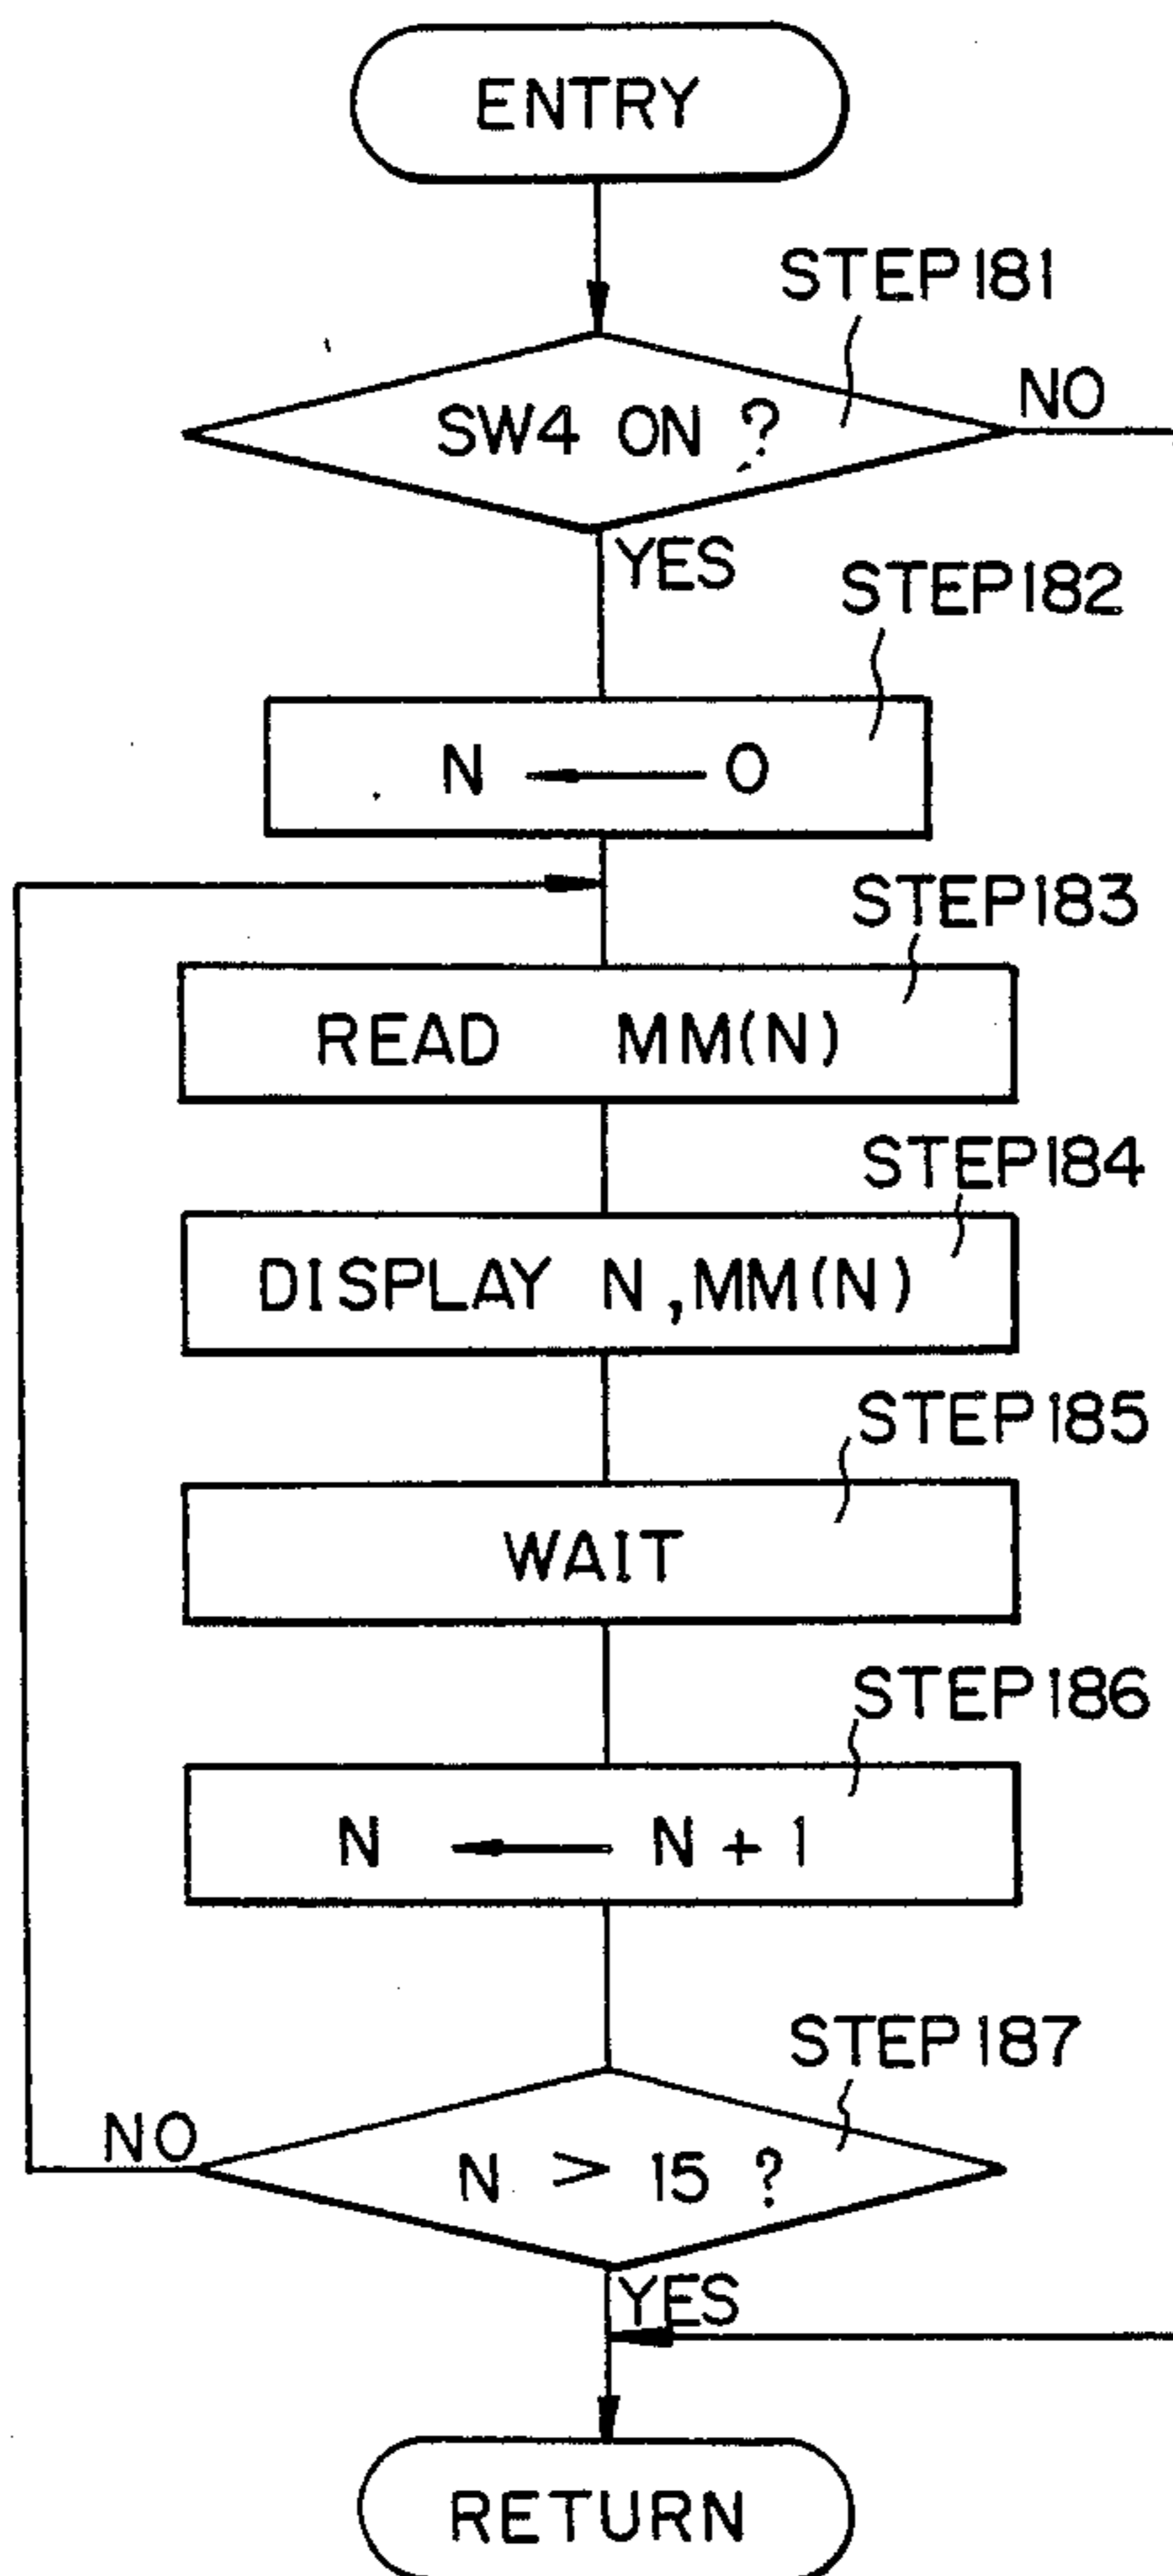 ENTRY
STEP181
SW4 ON ?
NO
YES
STEP182
N ← 0
STEP183
READ MM(N)
STEP184
DISPLAY N,MM(N)
STEP185
WAIT
STEP186
N ← N+1
STEP187
NO
N > 15 ?
YES
RETURN